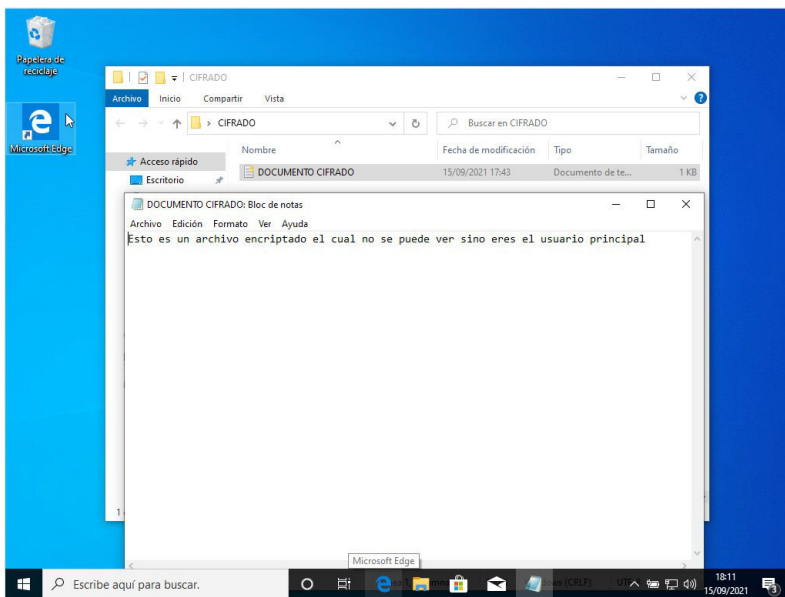 Papelera de
reciclaje
Microsoft Edge
CIFRADO
Archivo Inicio Compartir Vista
CIFRADO
Buscar en CIFRADO
Nombre Fecha de modificación Tipo Tamaño
Acceso rápido
Escritorio
DOCUMENTO CIFRADO 15/09/2021 17:43 Documento de te... 1 KB
DOCUMENTO CIFRADO: Bloc de notas
Archivo Edición Formato Ver Ayuda
Esto es un archivo encriptado el cual no se puede ver sino eres el usuario principal
1
Microsoft Edge
Escribe aquí para buscar.
(CRLF)
18:11
15/09/2021
3